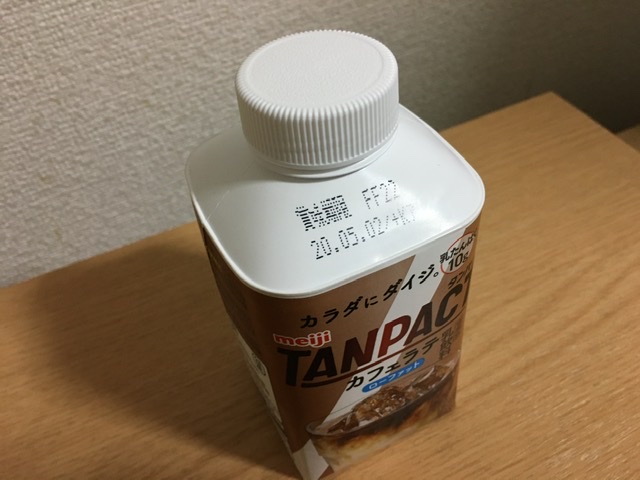 賞味期限 FF22
20.05.02/4K
カラダにダイジ。
乳たんぱく
10g
meiji
TANPACT
カフェラテ
ローファット